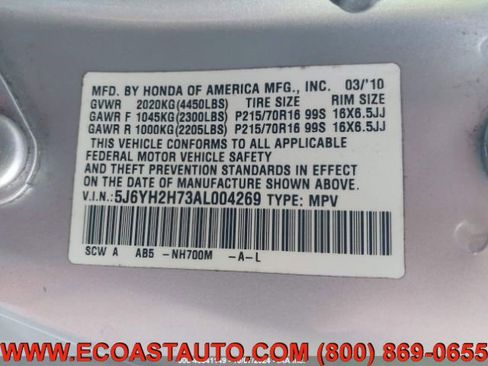 MFD. BY HONDA OF AMERICA MFG., INC. 03/'10
GVWR 2020KG(4450LBS) TIRE SIZE RIM SIZE
GAWR F 1045KG(2300LBS) P215/70R16 99S 16X6.5JJ
GAWR R 1000KG(2205LBS) P215/70R16 99S 16X6.5JJ
THIS VEHICLE CONFORMS TO ALL APPLICABLE
FEDERAL MOTOR VEHICLE SAFETY
AND THEFT PREVENTION STANDARDS IN EFFECT
ON THE DATE OF MANUFACTURE SHOWN ABOVE.
V.I.N.: 5J6YH2H73AL004269 TYPE: MPV
SCW A AB5 -NH700M -A-L
WWW.ECOASTAUTO.COM (800) 869-0655